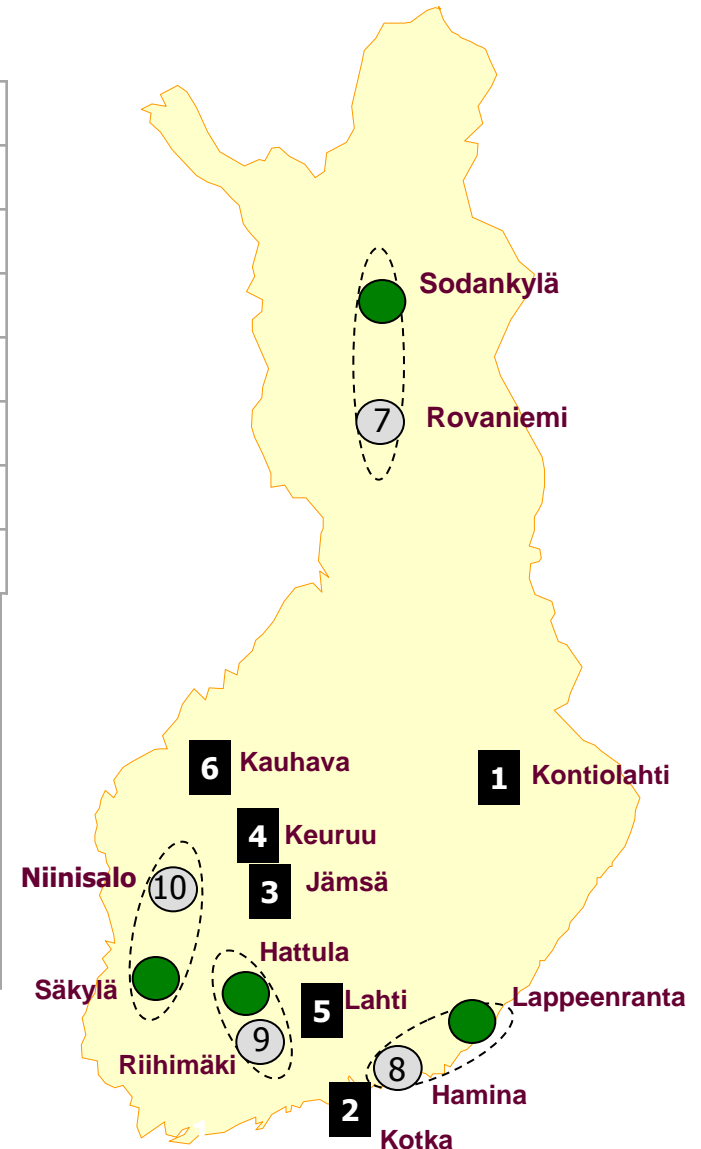 Sodankylä
7 Rovaniemi
6 Kauhava
1 Kontiolahti
4 Keuruu
Niinisalo 10
3 Jämsä
Hattula
Säkylä
5 Lahti
Lappeenranta
9
Riihimäki
8
Hamina
2
Kotka